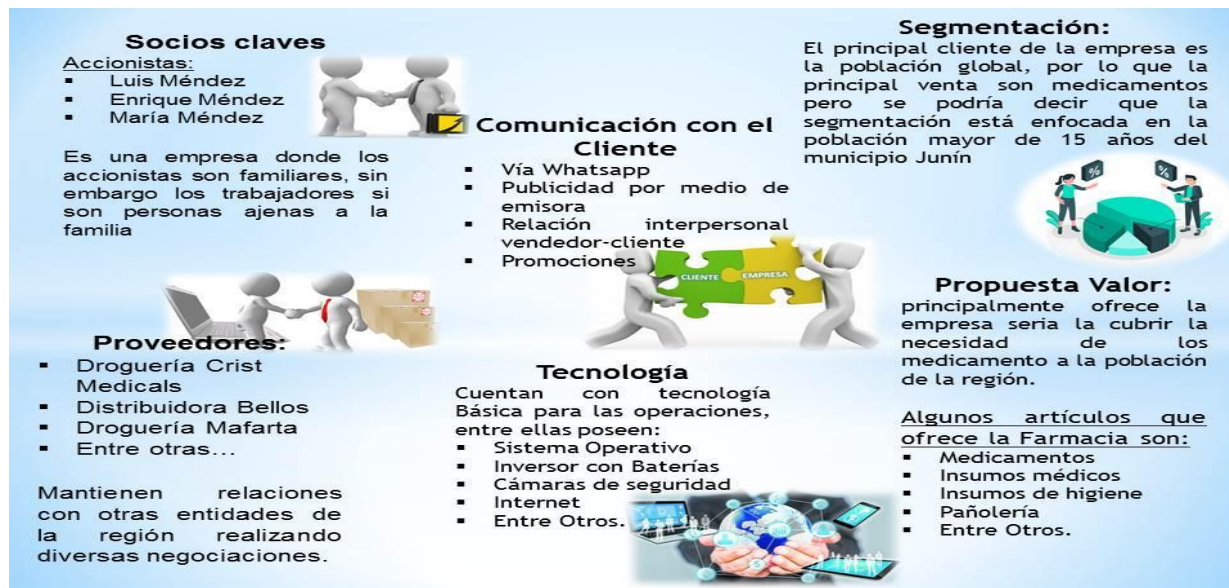 Socios claves
Accionistas:
▪ Luis Méndez
▪ Enrique Méndez
▪ María Méndez
Es una empresa donde los
accionistas son familiares, sin
embargo los trabajadores si
son personas ajenas a la
familia
Proveedores:
▪ Droguería Crist
Medicals
▪ Distribuidora Bellos
▪ Droguería Mafarta
▪ Entre otras...
Mantienen relaciones
con otras entidades de
la región realizando
diversas negociaciones.
Comunicación con el
Cliente
▪ Vía Whatsapp
▪ Publicidad por medio de
emisora
▪ Relación interpersonal
vendedor-cliente
▪ Promociones
CLIENTE EMPRESA
Tecnología
Cuentan con tecnología
Básica para las operaciones,
entre ellas poseen:
▪ Sistema Operativo
▪ Inversor con Baterías
▪ Cámaras de seguridad
▪ Internet
▪ Entre Otros.
Segmentación:
El principal cliente de la empresa es
la población global, por lo que la
principal venta son medicamentos
pero se podría decir que la
segmentación está enfocada en la
población mayor de 15 años del
municipio Junín
% %
Propuesta Valor:
principalmente ofrece la
empresa seria la cubrir la
necesidad de los
medicamento a la población
de la región.
Algunos artículos que
ofrece la Farmacia son:
▪ Medicamentos
▪ Insumos médicos
▪ Insumos de higiene
▪ Pañolería
▪ Entre Otros.